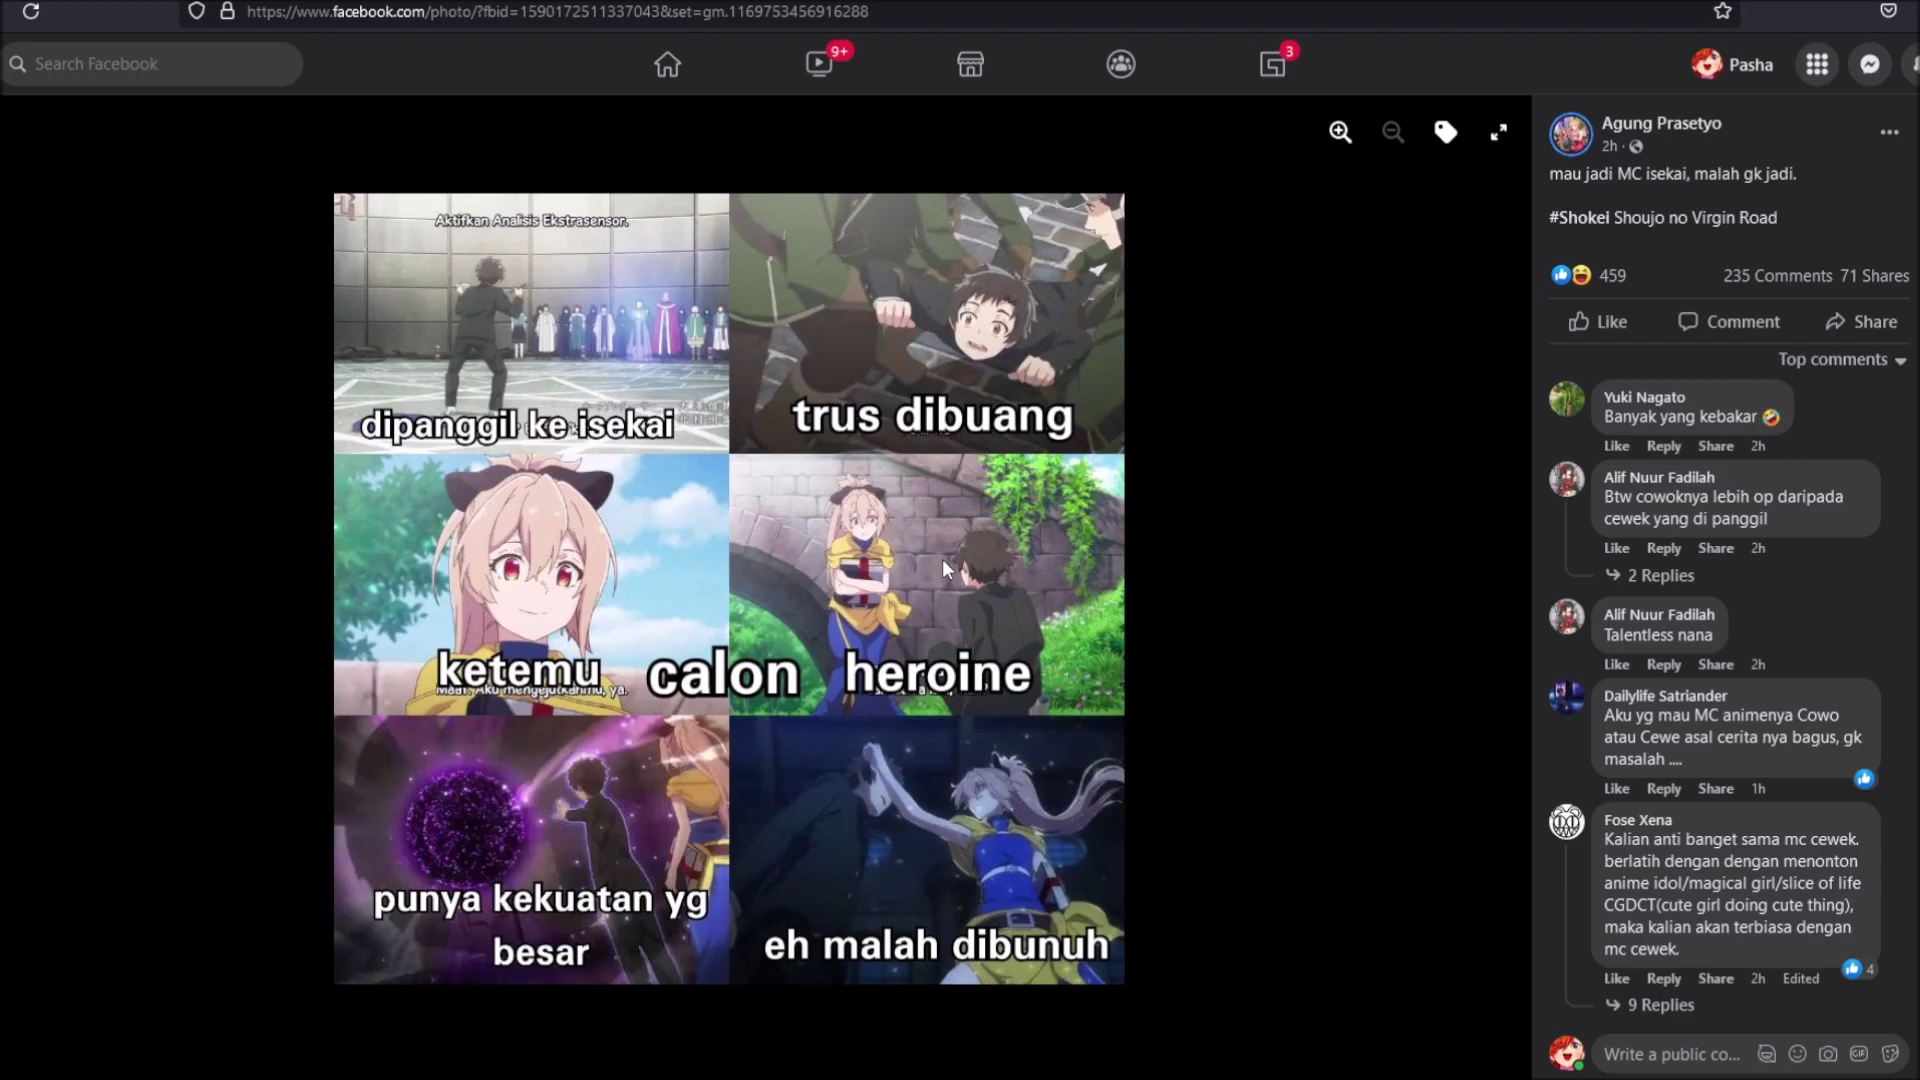 https://www.facebook.com/photo/?fbid=1590172511337043&set=gm.1169753456916288
Search Facebook
9+
3
Pasha
Agung Prasetyo
2h ·
mau jadi MC isekai, malah gk jadi.
#Shokei Shoujo no Virgin Road
459
235 Comments 71 Shares
Like Comment Share
Top comments
Yuki Nagato
Banyak yang kebakar 🤣
Like Reply Share 2h
Alif Nuur Fadilah
Btw cowoknya lebih op daripada
cewek yang di panggil
Like Reply Share 2h
2 Replies
Alif Nuur Fadilah
Talentless nana
Like Reply Share 2h
Dailylife Satriander
Aku yg mau MC animenya Cowo
atau Cewe asal cerita nya bagus, gk
masalah ....
Like Reply Share 1h
Fose Xena
Kalian anti banget sama mc cewek.
berlatih dengan dengan menonton
anime idol/magical girl/slice of life
CGDCT(cute girl doing cute thing),
maka kalian akan terbiasa dengan
mc cewek.
4
Like Reply Share 2h Edited
9 Replies
Write a public co...
GIF
Aktifkan Analisis Ekstrasensor.
dipanggil ke isekai
trus dibuang
ketemu calon heroine
Maaf. Aku mengejutkanmu, ya.
punya kekuatan yg
besar
eh malah dibunuh